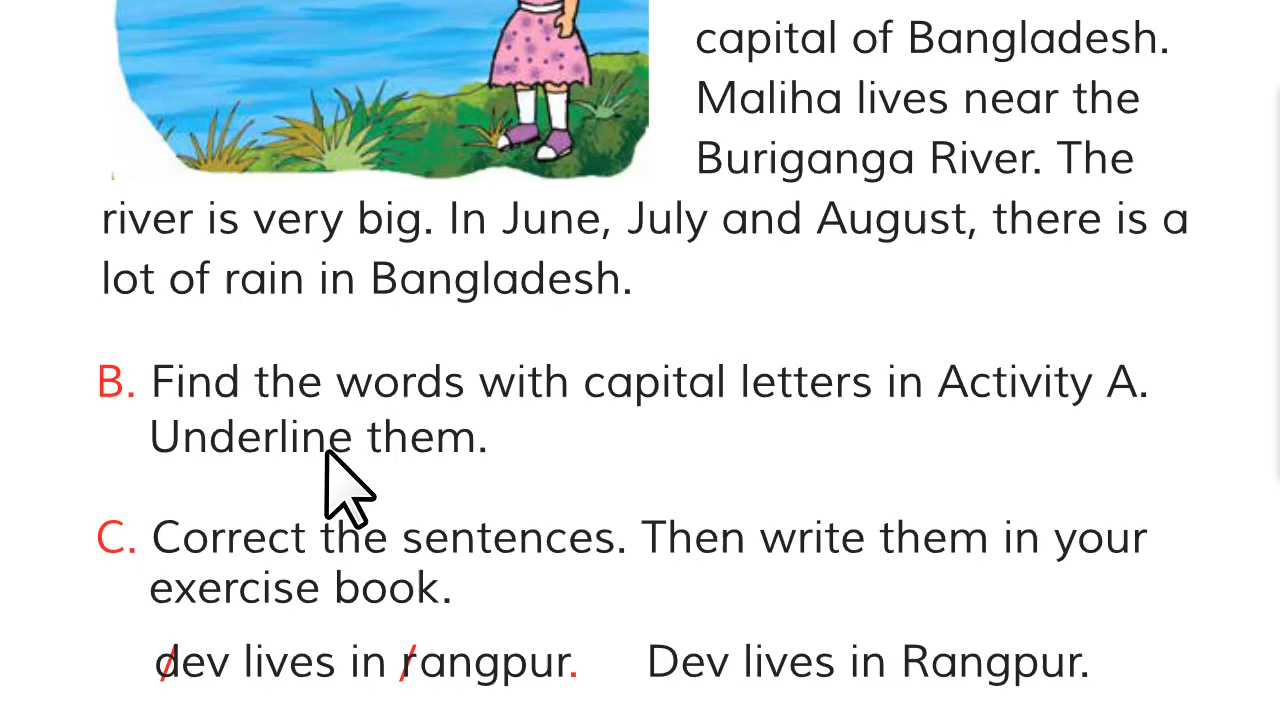 capital of Bangladesh.
Maliha lives near the
Buriganga River. The
river is very big. In June, July and August, there is a
lot of rain in Bangladesh.
B. Find the words with capital letters in Activity A.
Underline them.
C. Correct the sentences. Then write them in your
exercise book.
dev lives in rangpur. Dev lives in Rangpur.